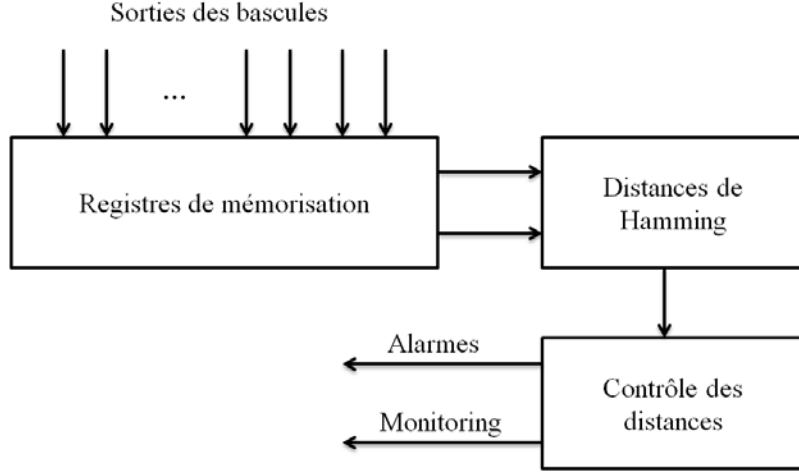 Sorties des bascules
...
Registres de mémorisation
Distances de
Hamming
Alarmes
Contrôle des
distances
Monitoring